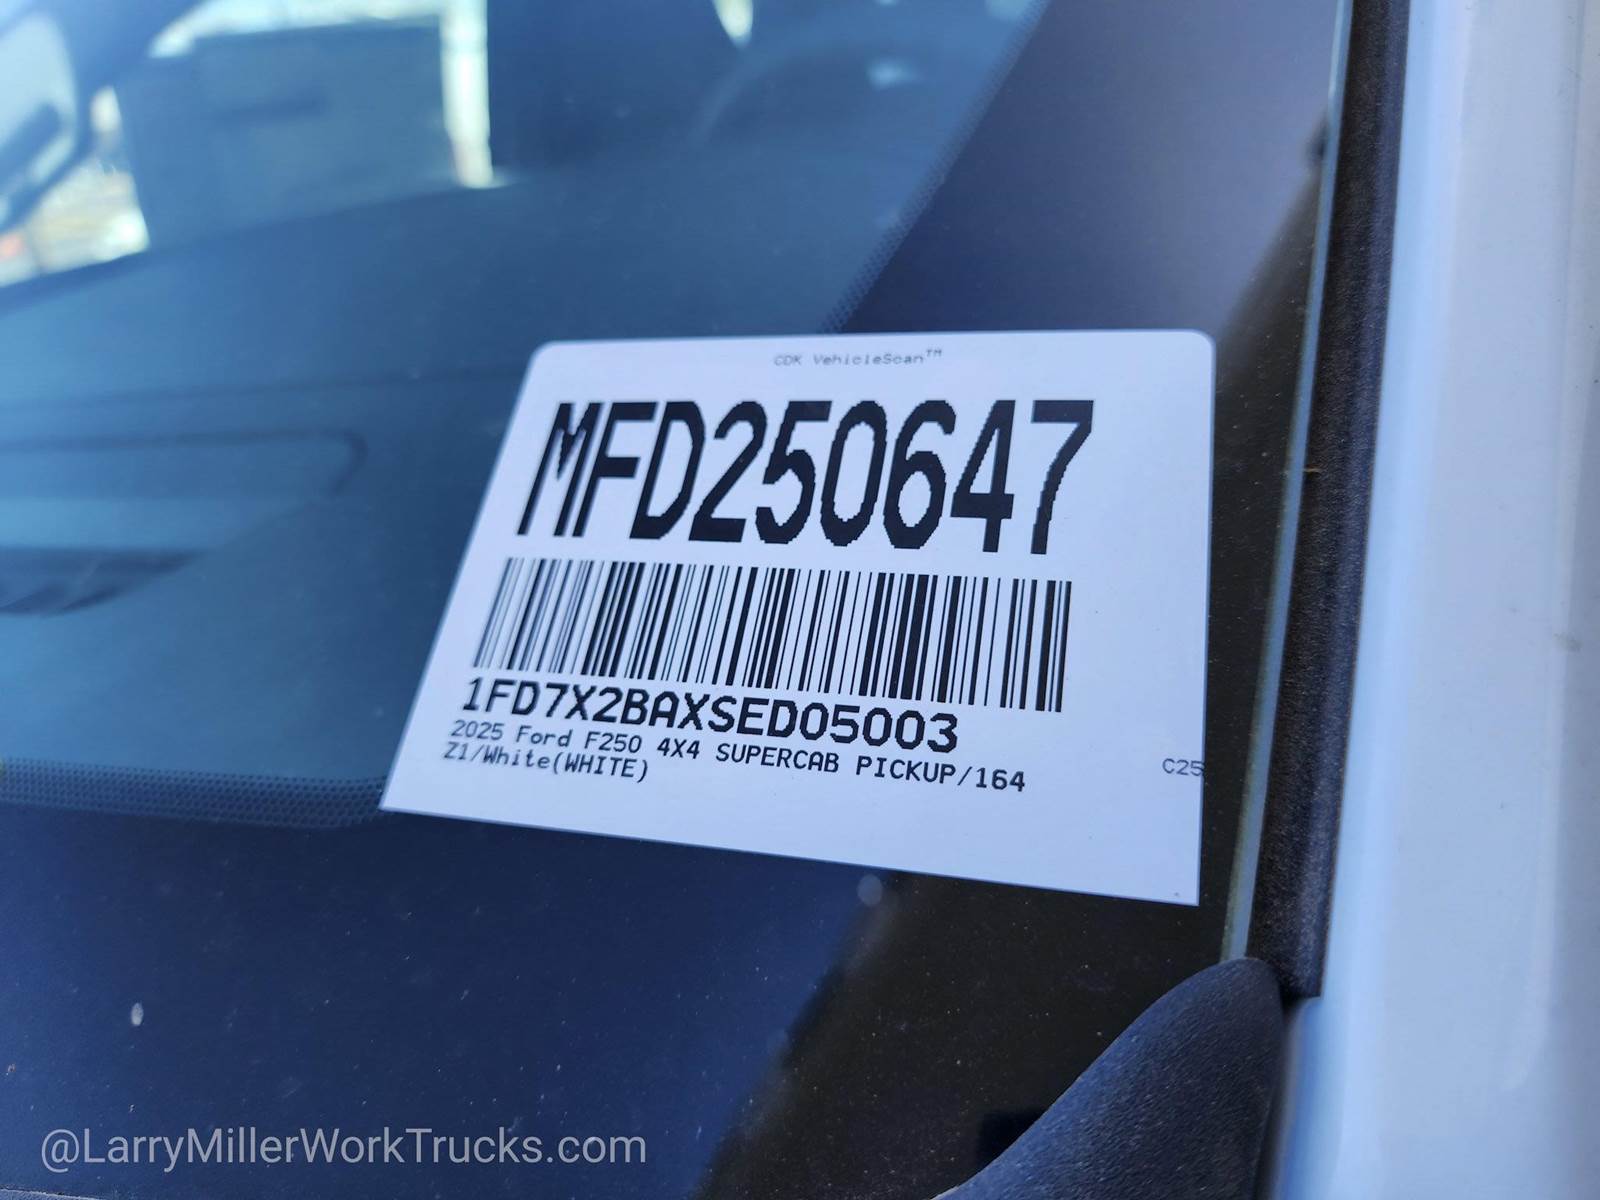 CDK VehicleScan™
MFD250647
1FD7X2BAXSED05003
2025 Ford F250 4X4 SUPERCAB PICKUP/164
Z1/White(WHITE)
C25
@LarryMillerWorkTrucks.com